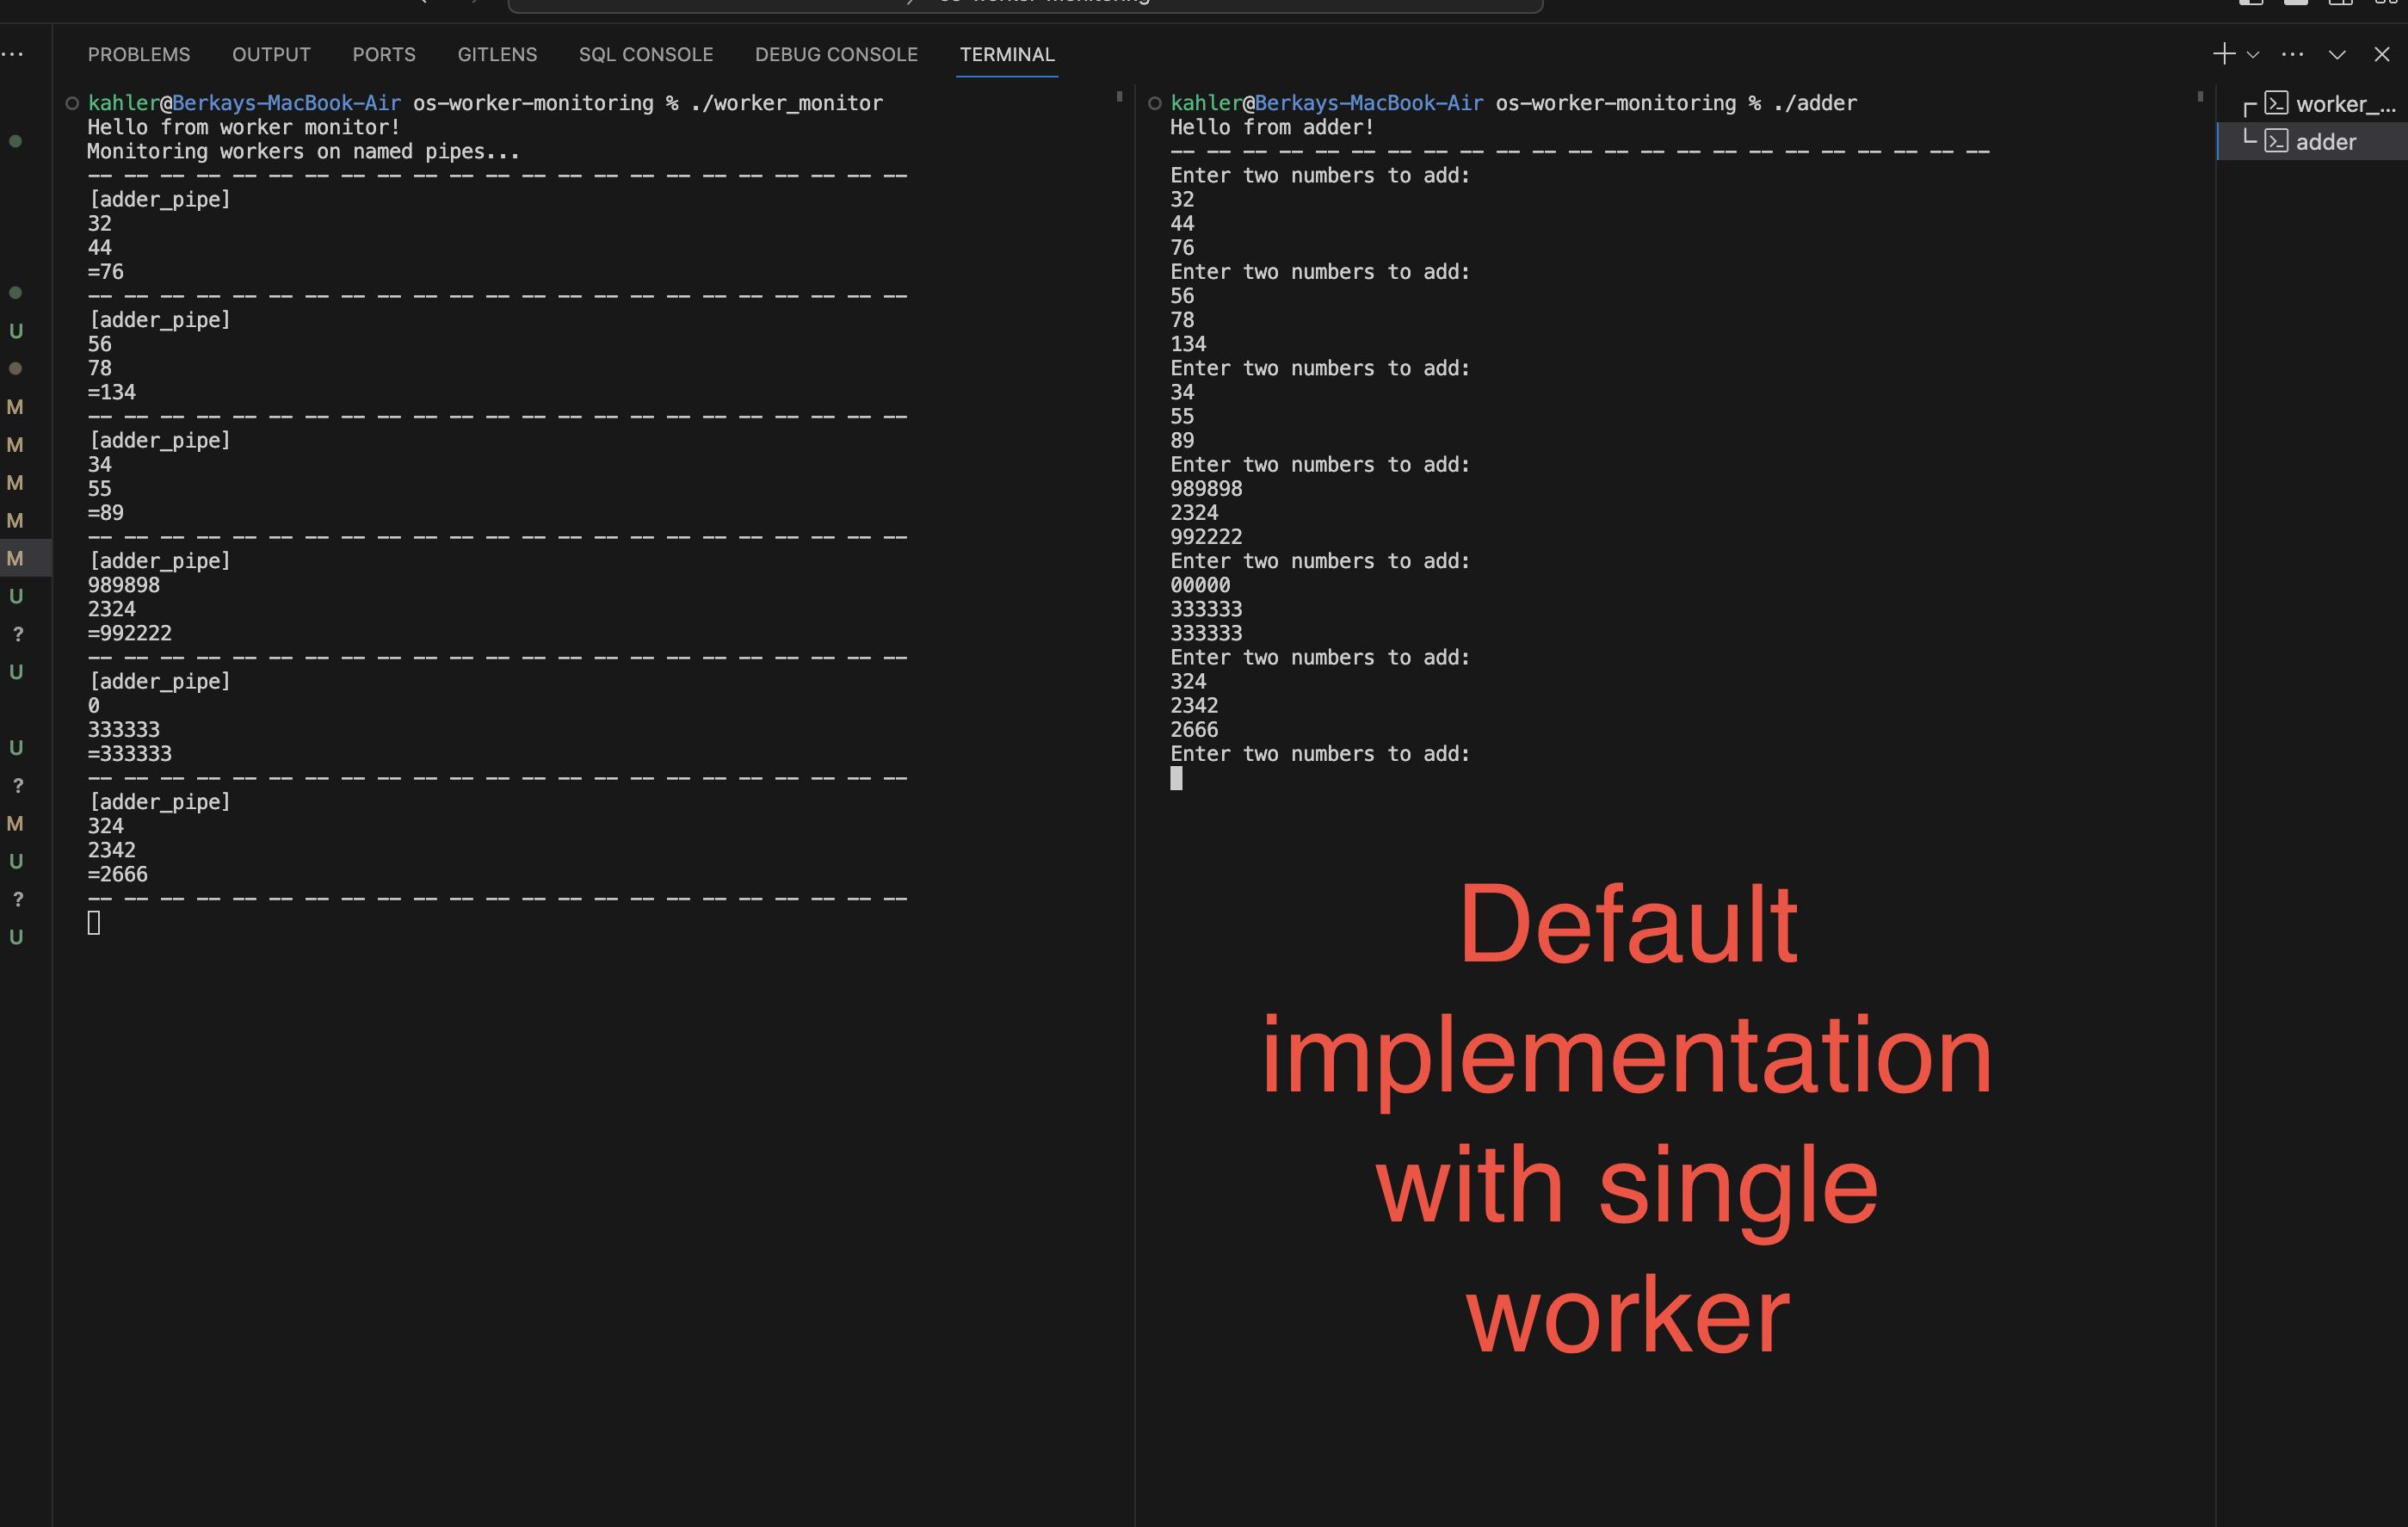 os-worker-monitoring
PROBLEMS OUTPUT PORTS GITLENS SQL CONSOLE DEBUG CONSOLE TERMINAL
kahler@Berkays-MacBook-Air os-worker-monitoring % ./worker_monitor
Hello from worker monitor!
Monitoring workers on named pipes...
-- -- -- -- -- -- -- -- -- -- -- -- -- -- -- -- -- -- -- -- -- -- --
[adder_pipe]
32
44
=76
-- -- -- -- -- -- -- -- -- -- -- -- -- -- -- -- -- -- -- -- -- -- --
[adder_pipe]
56
78
=134
-- -- -- -- -- -- -- -- -- -- -- -- -- -- -- -- -- -- -- -- -- -- --
[adder_pipe]
34
55
=89
-- -- -- -- -- -- -- -- -- -- -- -- -- -- -- -- -- -- -- -- -- -- --
[adder_pipe]
989898
2324
=992222
-- -- -- -- -- -- -- -- -- -- -- -- -- -- -- -- -- -- -- -- -- -- --
[adder_pipe]
0
333333
=333333
-- -- -- -- -- -- -- -- -- -- -- -- -- -- -- -- -- -- -- -- -- -- --
[adder_pipe]
324
2342
=2666
-- -- -- -- -- -- -- -- -- -- -- -- -- -- -- -- -- -- -- -- -- -- --
kahler@Berkays-MacBook-Air os-worker-monitoring % ./adder
Hello from adder!
-- -- -- -- -- -- -- -- -- -- -- -- -- -- -- -- -- -- -- -- -- -- --
Enter two numbers to add:
32
44
76
Enter two numbers to add:
56
78
134
Enter two numbers to add:
34
55
89
Enter two numbers to add:
989898
2324
992222
Enter two numbers to add:
00000
333333
333333
Enter two numbers to add:
324
2342
2666
Enter two numbers to add:
Default
implementation
with single
worker
worker_...
adder
U
M
M
M
M
M
U
?
U
U
?
M
U
?
U